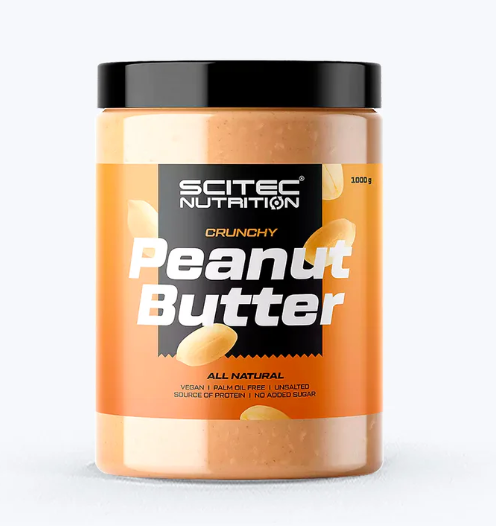 SCITEC®
NUTRITION
1000 g
CRUNCHY
Peanut
Butter
ALL NATURAL
VEGAN I PALM OIL FREE I UNSALTED
SOURCE OF PROTEIN I NO ADDED SUGAR